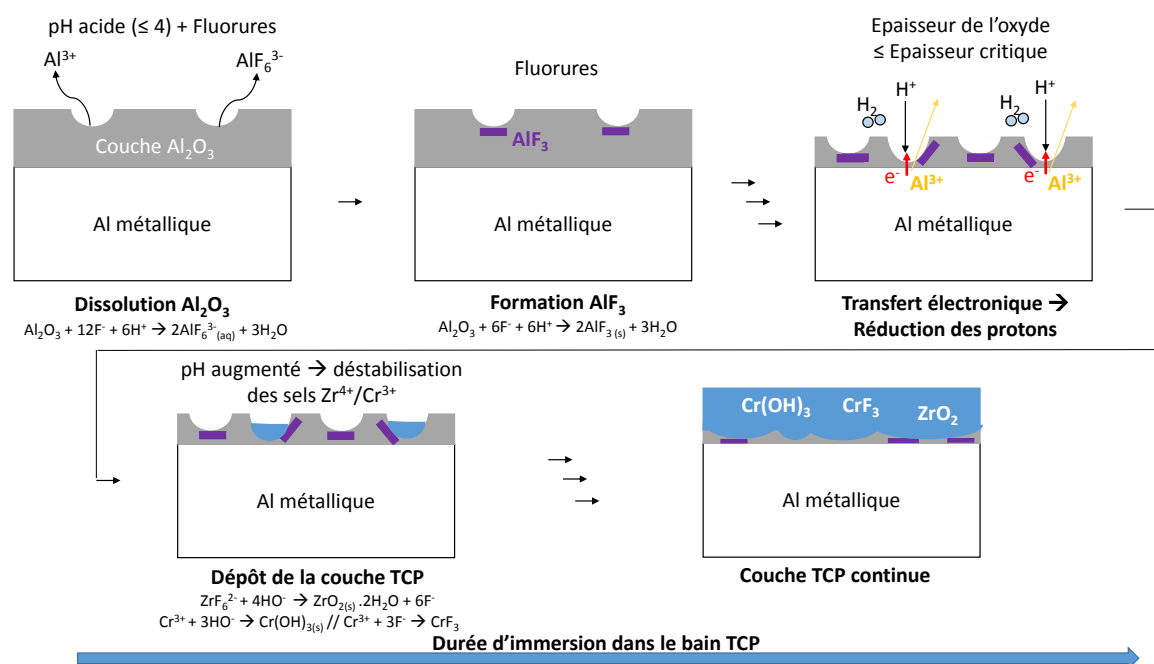 pH acide (≤ 4) + Fluorures
Al³⁺
AlF₆³⁻
Couche Al₂O₃
Al métallique
Dissolution Al₂O₃
Al₂O₃ + 12F⁻ + 6H⁺ → 2AlF₆³⁻₍aq₎ + 3H₂O
Fluorures
AlF₃
Al métallique
Formation AlF₃
Al₂O₃ + 6F⁻ + 6H⁺ → 2AlF₃ ₍s₎ + 3H₂O
Epaisseur de l’oxyde
≤ Epaisseur critique
H₂
H⁺
H₂
H⁺
e⁻
Al³⁺
e⁻
Al³⁺
Al métallique
Transfert électronique →
Réduction des protons
pH augmenté → déstabilisation
des sels Zr⁴⁺/Cr³⁺
Al métallique
Dépôt de la couche TCP
ZrF₆²⁻ + 4HO⁻ → ZrO₂₍s₎ .2H₂O + 6F⁻
Cr³⁺ + 3HO⁻ → Cr(OH)₃₍s₎ // Cr³⁺ + 3F⁻ → CrF₃
Cr(OH)₃
CrF₃
ZrO₂
Al métallique
Couche TCP continue
Durée d’immersion dans le bain TCP